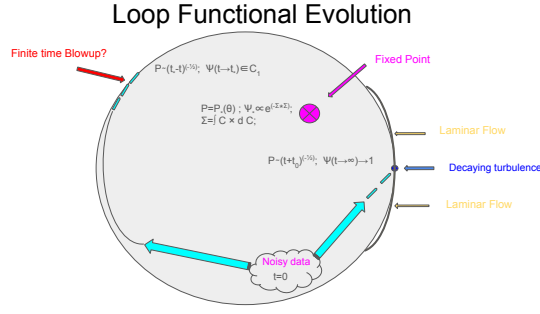 Loop Functional Evolution
Finite time Blowup?
P~(t*-t)^(-½); Ψ(t→t*)∈C₁
Fixed Point
P=P*(θ) ; Ψ*∝e^(-Σ∗Σ);
Σ=∫ C × d C;
Laminar Flow
P~(t+t₀)^(-½); Ψ(t→∞)→1
Decaying turbulence
Laminar Flow
Noisy data
t=0